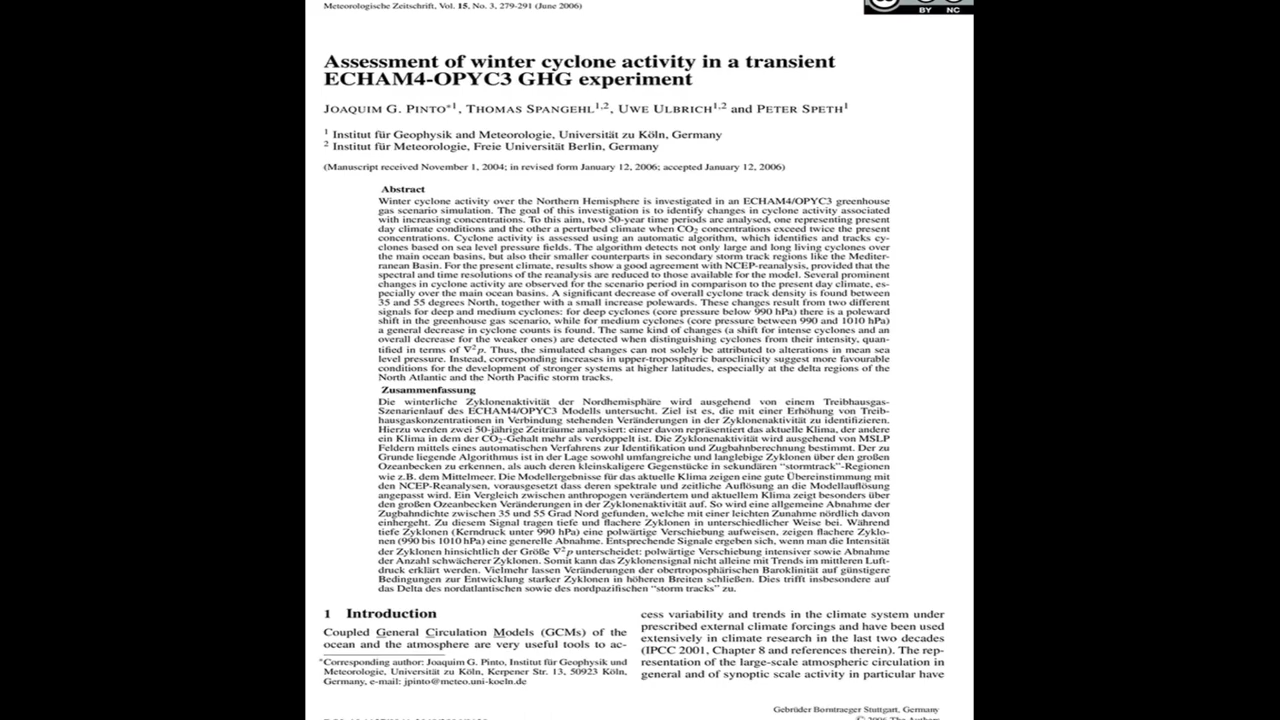 Meteorologische Zeitschrift, Vol. 15, No. 3, 279-291 (June 2006)
BY NC
Assessment of winter cyclone activity in a transient
ECHAM4-OPYC3 GHG experiment
JOAQUIM G. PINTO*1, THOMAS SPANGEHL1,2, UWE ULBRICH1,2 and PETER SPETH1
1 Institut für Geophysik and Meteorologie, Universität zu Köln, Germany
2 Institut für Meteorologie, Freie Universität Berlin, Germany
(Manuscript received November 1, 2004; in revised form January 12, 2006; accepted January 12, 2006)
Abstract
Winter cyclone activity over the Northern Hemisphere is investigated in an ECHAM4/OPYC3 greenhouse
gas scenario simulation. The goal of this investigation is to identify changes in cyclone activity associated
with increasing concentrations. To this aim, two 50-year time periods are analysed, one representing present
day climate conditions and the other a perturbed climate when CO2 concentrations exceed twice the present
concentrations. Cyclone activity is assessed using an automatic algorithm, which identifies and tracks cy-
clones based on sea level pressure fields. The algorithm detects not only large and long living cyclones over
the main ocean basins, but also their smaller counterparts in secondary storm track regions like the Mediter-
ranean Basin. For the present climate, results show a good agreement with NCEP-reanalysis, provided that the
spectral and time resolutions of the reanalysis are reduced to those available for the model. Several prominent
changes in cyclone activity are observed for the scenario period in comparison to the present day climate, es-
pecially over the main ocean basins. A significant decrease of overall cyclone track density is found between
35 and 55 degrees North, together with a small increase polewards. These changes result from two different
signals for deep and medium cyclones: for deep cyclones (core pressure below 990 hPa) there is a poleward
shift in the greenhouse gas scenario, while for medium cyclones (core pressure between 990 and 1010 hPa)
a general decrease in cyclone counts is found. The same kind of changes (a shift for intense cyclones and an
overall decrease for the weaker ones) are detected when distinguishing cyclones from their intensity, quan-
tified in terms of ∇2p. Thus, the simulated changes can not solely be attributed to alterations in mean sea
level pressure. Instead, corresponding increases in upper-tropospheric baroclinicity suggest more favourable
conditions for the development of stronger systems at higher latitudes, especially at the delta regions of the
North Atlantic and the North Pacific storm tracks.
Zusammenfassung
Die winterliche Zyklonenaktivität der Nordhemisphäre wird ausgehend von einem Treibhausgas-
Szenarienlauf des ECHAM4/OPYC3 Modells untersucht. Ziel ist es, die mit einer Erhöhung von Treib-
hausgaskonzentrationen in Verbindung stehenden Veränderungen in der Zyklonenaktivität zu identifizieren.
Hierzu werden zwei 50-jährige Zeiträume analysiert: einer davon repräsentiert das aktuelle Klima, der andere
ein Klima in dem der CO2-Gehalt mehr als verdoppelt ist. Die Zyklonenaktivität wird ausgehend von MSLP
Feldern mittels eines automatischen Verfahrens zur Identifikation und Zugbahnberechnung bestimmt. Der zu
Grunde liegende Algorithmus ist in der Lage sowohl umfangreiche und langlebige Zyklonen über den großen
Ozeanbecken zu erkennen, als auch deren kleinskaligere Gegenstücke in sekundären “stormtrack”-Regionen
wie z.B. dem Mittelmeer. Die Modellergebnisse für das aktuelle Klima zeigen eine gute Übereinstimmung mit
den NCEP-Reanalysen, vorausgesetzt dass deren spektrale und zeitliche Auflösung an die Modellauflösung
angepasst wird. Ein Vergleich zwischen anthropogen verändertem und aktuellem Klima zeigt besonders über
den großen Ozeanbecken Veränderungen in der Zyklonenaktivität auf. So wird eine allgemeine Abnahme der
Zugbahndichte zwischen 35 und 55 Grad Nord gefunden, welche mit einer leichten Zunahme nördlich davon
einhergeht. Zu diesem Signal tragen tiefe und flachere Zyklonen in unterschiedlicher Weise bei. Während
tiefe Zyklonen (Kerndruck unter 990 hPa) eine polwärtige Verschiebung aufweisen, zeigen flachere Zyklo-
nen (990 bis 1010 hPa) eine generelle Abnahme. Entsprechende Signale ergeben sich, wenn man die Intensität
der Zyklonen hinsichtlich der Größe ∇2p unterscheidet: polwärtige Verschiebung intensiver sowie Abnahme
der Anzahl schwächerer Zyklonen. Somit kann das Zyklonensignal nicht alleine mit Trends im mittleren Luft-
druck erklärt werden. Vielmehr lassen Veränderungen der obertroposphärischen Baroklinität auf günstigere
Bedingungen zur Entwicklung starker Zyklonen in höheren Breiten schließen. Dies trifft insbesondere auf
das Delta des nordatlantischen sowie des nordpazifischen “storm tracks” zu.
1 Introduction
Coupled General Circulation Models (GCMs) of the
ocean and the atmosphere are very useful tools to ac-
*Corresponding author: Joaquim G. Pinto, Institut für Geophysik und
Meteorologie, Universität zu Köln, Kerpener Str. 13, 50923 Köln,
Germany, e-mail: jpinto@meteo.uni-koeln.de
cess variability and trends in the climate system under
prescribed external climate forcings and have been used
extensively in climate research in the last two decades
(IPCC 2001, Chapter 8 and references therein). The rep-
resentation of the large-scale atmospheric circulation in
general and of synoptic scale activity in particular have
Gebrüder Borntraeger Stuttgart, Germany
© 2006 The Authors